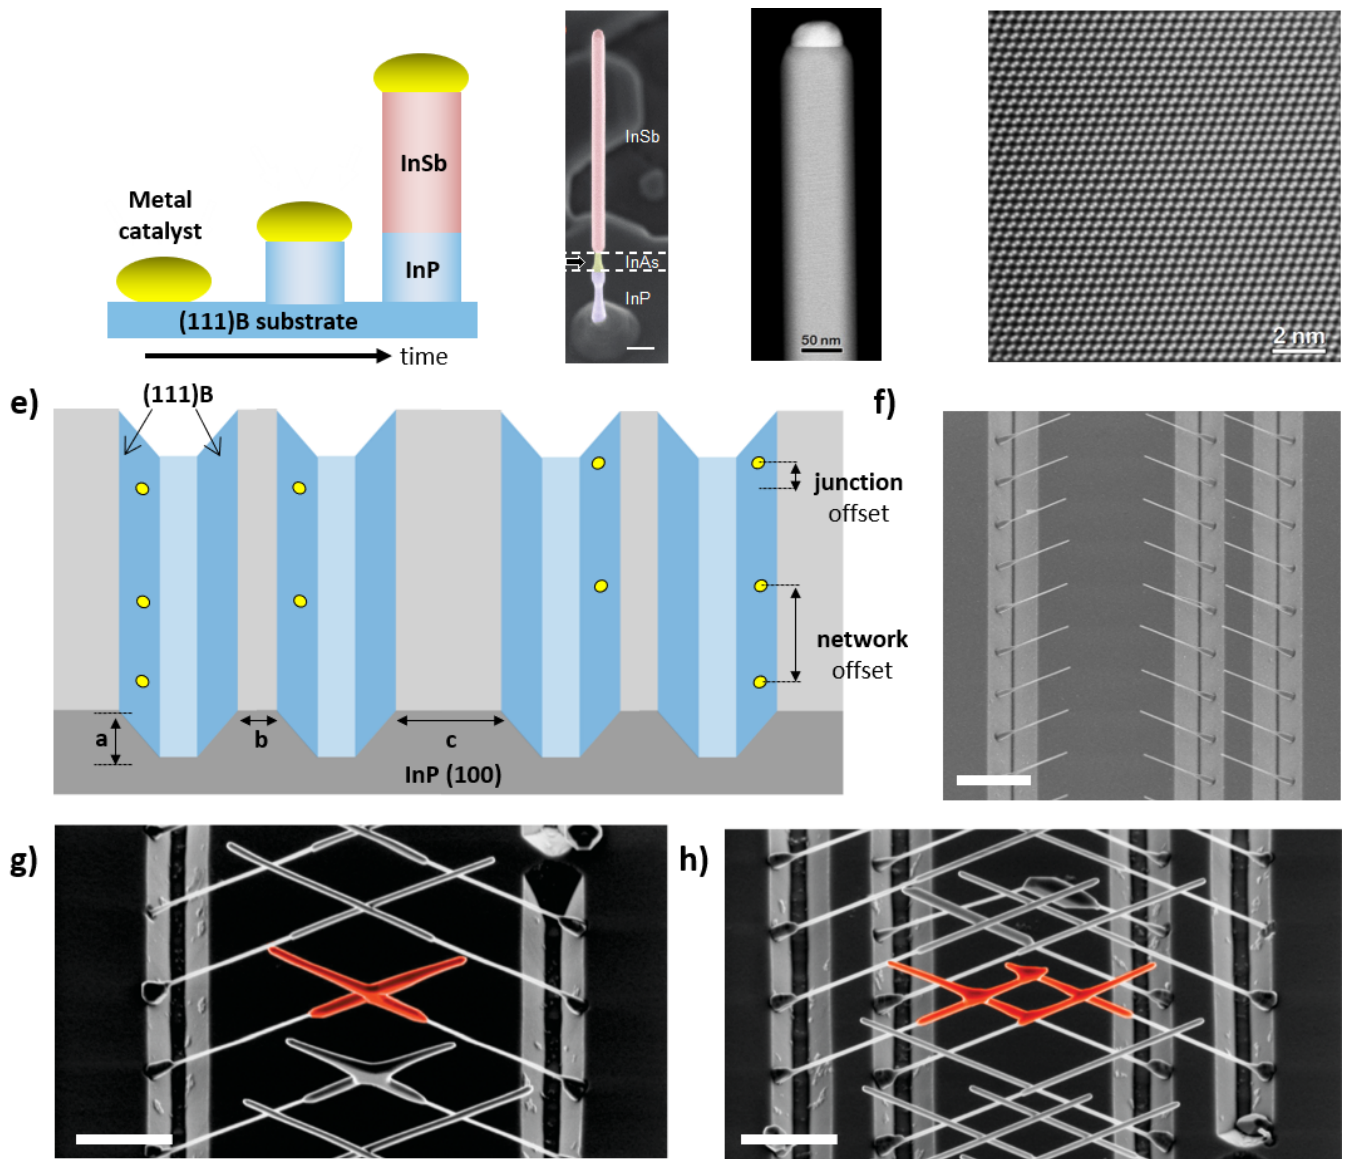 Metal
catalyst
InSb
InP
(111)B substrate
time
InSb
InAs
InP
50 nm
2 nm
e)
(111)B
junction
offset
network
offset
a
b
c
InP (100)
f)
g)
h)